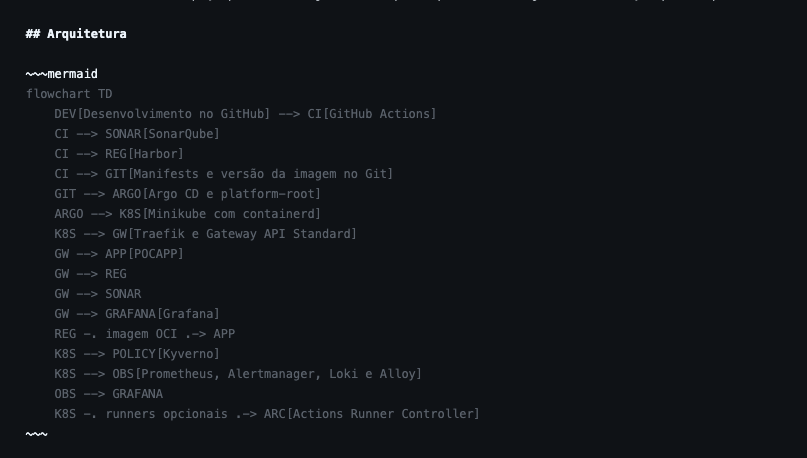 ## Arquitetura
~~~mermaid
flowchart TD
    DEV[Desenvolvimento no GitHub] --> CI[GitHub Actions]
    CI --> SONAR[SonarQube]
    CI --> REG[Harbor]
    CI --> GIT[Manifests e versão da imagem no Git]
    GIT --> ARGO[Argo CD e platform-root]
    ARGO --> K8S[Minikube com containerd]
    K8S --> GW[Traefik e Gateway API Standard]
    GW --> APP[POCAPP]
    GW --> REG
    GW --> SONAR
    GW --> GRAFANA[Grafana]
    REG -. imagem OCI .-> APP
    K8S --> POLICY[Kyverno]
    K8S --> OBS[Prometheus, Alertmanager, Loki e Alloy]
    OBS --> GRAFANA
    K8S -. runners opcionais .-> ARC[Actions Runner Controller]
~~~